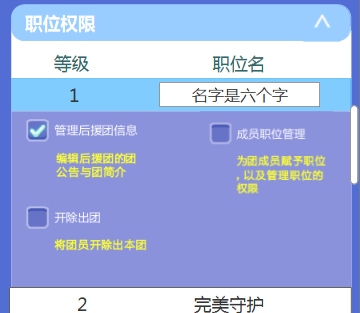 职位权限
等级 职位名
1 名字是六个字
管理后援团信息 成员职位管理
编辑后援团的团
公告与团简介
为团成员赋予职位
，以及管理职位的
权限
开除出团
将团员开除出本团
2 完美守护